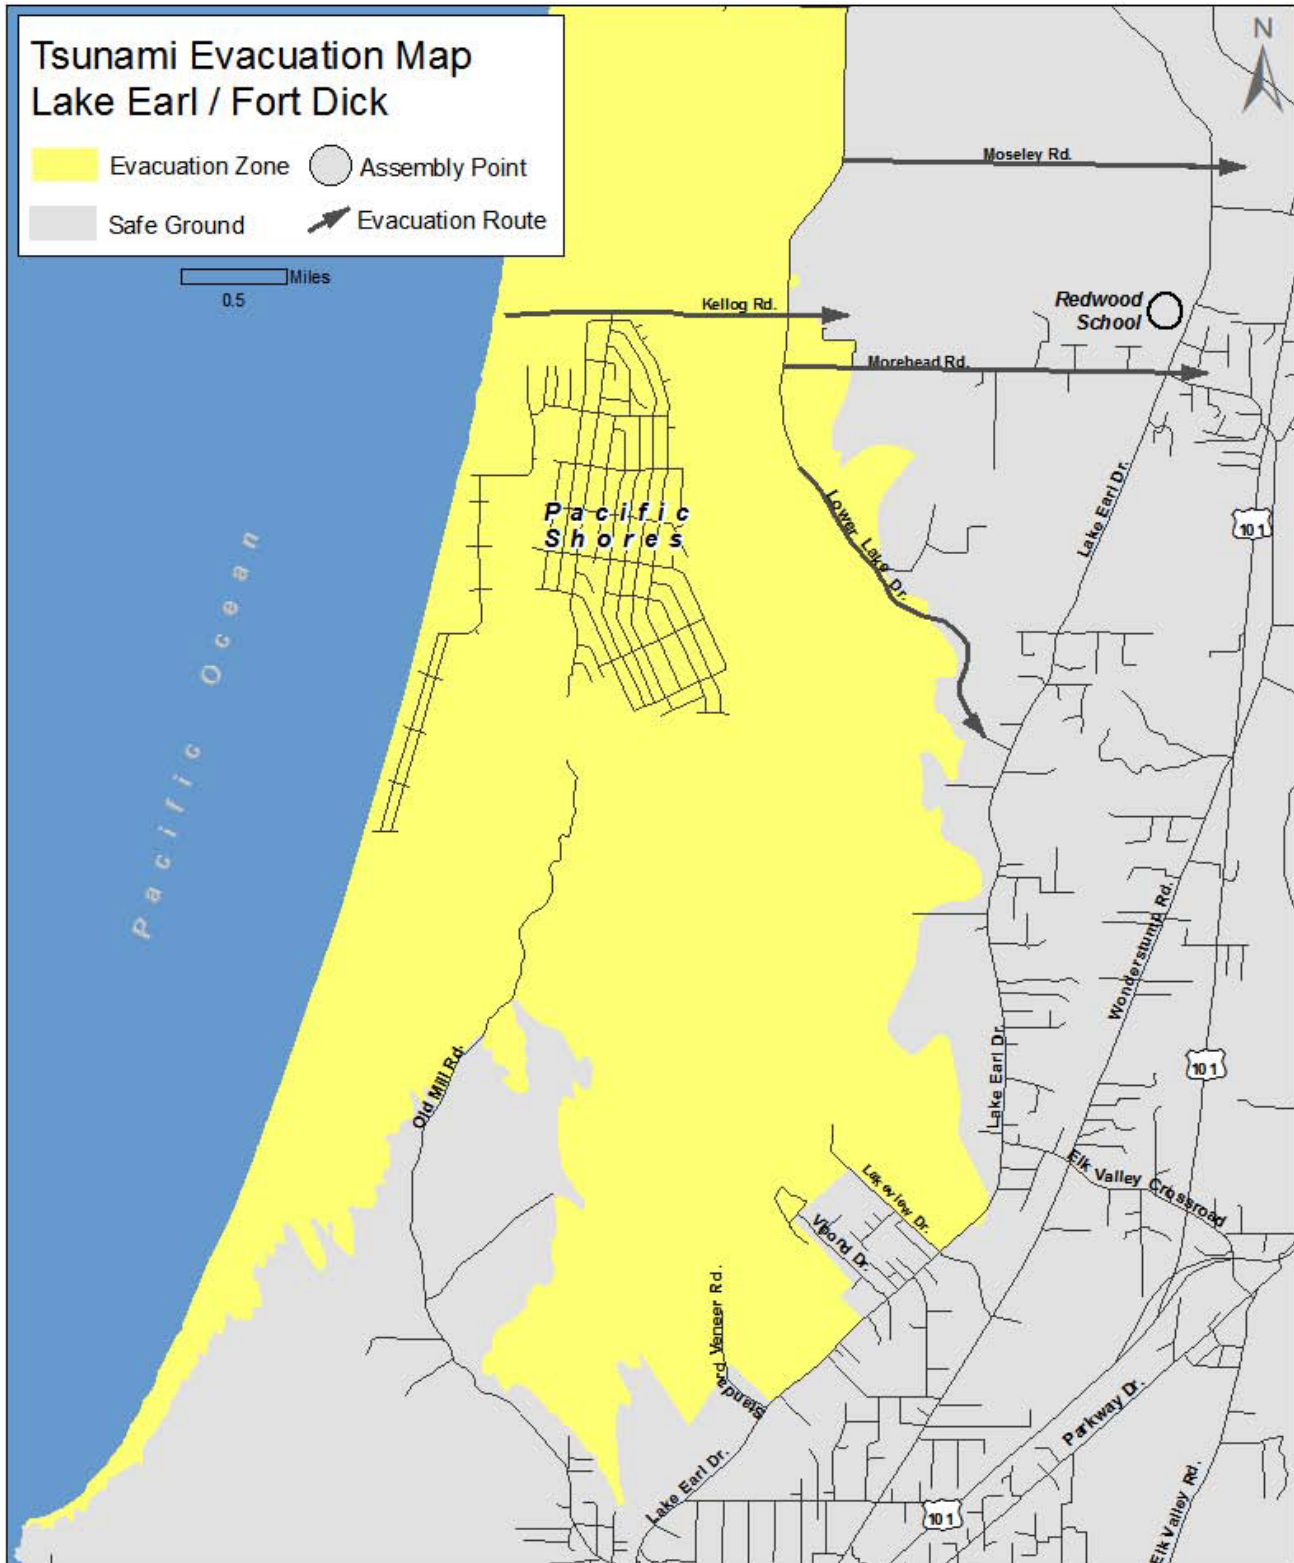 Tsunami Evacuation Map
Lake Earl / Fort Dick
Evacuation Zone
Assembly Point
Safe Ground
Evacuation Route
N
Miles
0.5
Moseley Rd.
Kellog Rd.
Redwood
School
Morehead Rd.
Pacific
Shores
Lower Lake Dr.
Lake Earl Dr.
101
Pacific Ocean
Wonderstump Rd.
Old Mill Rd.
Lake Earl Dr.
101
Elk Valley Crossroad
Lakeview Dr.
Vipond Dr.
Standard Veneer Rd.
Parkway Dr.
Lake Earl Dr.
101
Elk Valley Rd.